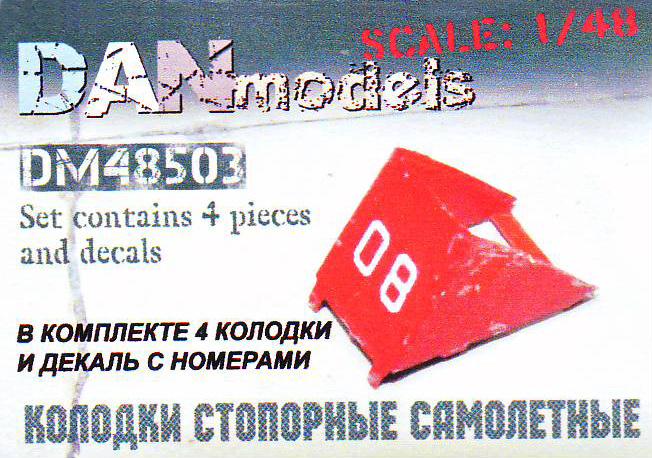 SCALE: 1/48
DANmodels
DM48503
Set contains 4 pieces
and decals
08
В КОМПЛЕКТЕ 4 КОЛОДКИ
И ДЕКАЛЬ С НОМЕРАМИ
КОЛОДКИ СТОПОРНЫЕ САМОЛЕТНЫЕ